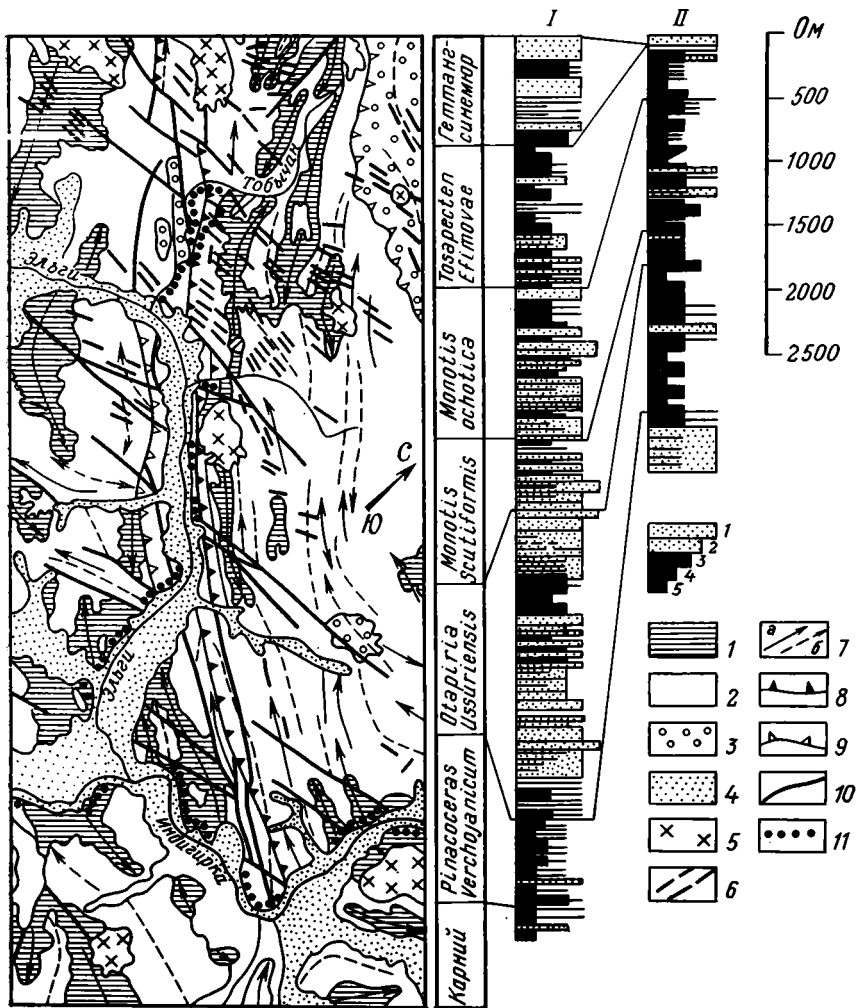 I
II
0м
500
1000
1500
2000
2500
Геттанг-
синемюр
Tosapecten
Efimovae
Monotis
ochotica
Monotis
Scutiformis
Otapiria
Ussuriensis
Pinacoceras
Verchojanicum
Карний
Тобычан
Эльги
С
Ю
Эльги
1
2
3
4
5
1
2
3
4
5
6
а
б
7
8
9
10
11